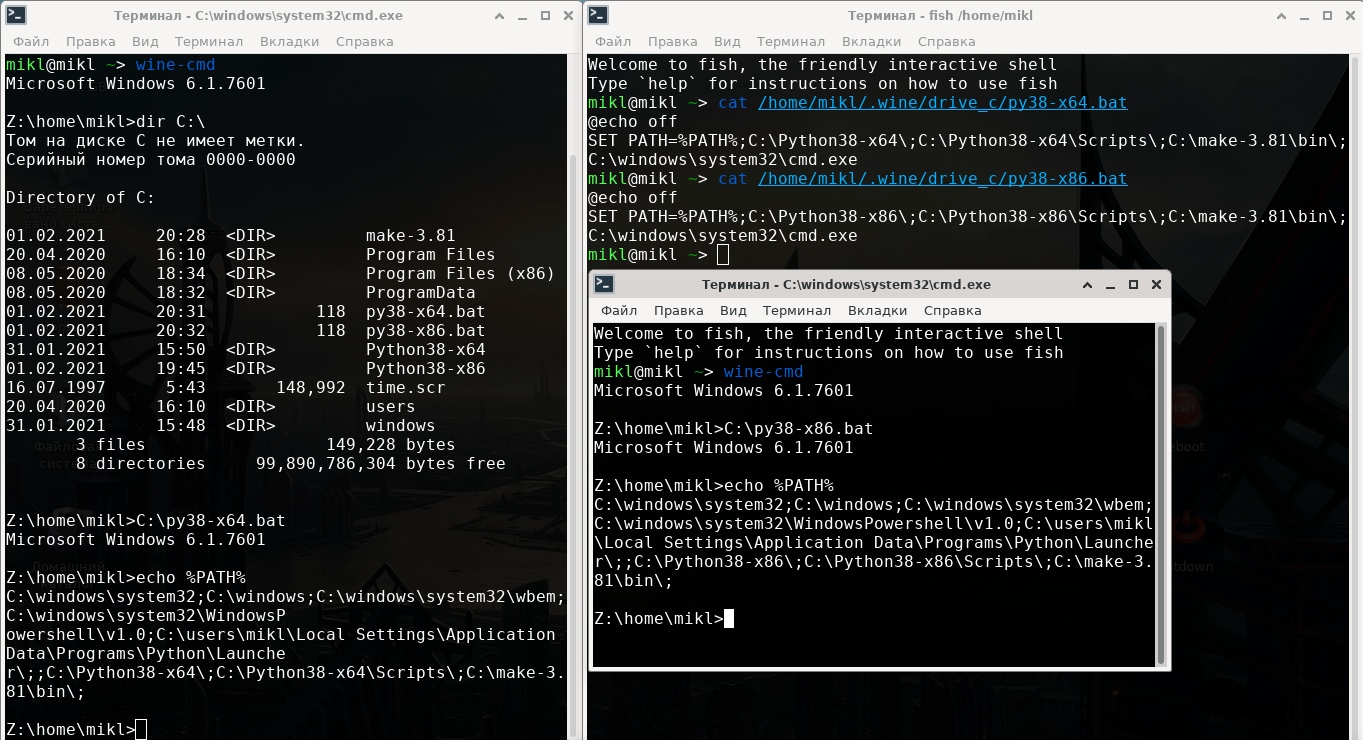 Терминал - C:\windows\system32\cmd.exe
Файл Правка Вид Терминал Вкладки Справка
mikl@mikl ~> wine-cmd
Microsoft Windows 6.1.7601
Z:\home\mikl>dir C:\
Том на диске C не имеет метки.
Серийный номер тома 0000-0000
Directory of C:
01.02.2021 20:28 <DIR> make-3.81
20.04.2020 16:10 <DIR> Program Files
08.05.2020 18:34 <DIR> Program Files (x86)
08.05.2020 18:32 <DIR> ProgramData
01.02.2021 20:31 118 py38-x64.bat
01.02.2021 20:32 118 py38-x86.bat
31.01.2021 15:50 <DIR> Python38-x64
01.02.2021 19:45 <DIR> Python38-x86
16.07.1997 5:43 148,992 time.scr
20.04.2020 16:10 <DIR> users
31.01.2021 15:48 <DIR> windows
3 files 149,228 bytes
8 directories 99,890,786,304 bytes free
Z:\home\mikl>C:\py38-x64.bat
Microsoft Windows 6.1.7601
Z:\home\mikl>echo %PATH%
C:\windows\system32;C:\windows;C:\windows\system32\wbem;
C:\windows\system32\WindowsP
owershell\v1.0;C:\users\mikl\Local Settings\Application
Data\Programs\Python\Launche
r\;;C:\Python38-x64\;C:\Python38-x64\Scripts\;C:\make-3.
81\bin\;
Z:\home\mikl>
Терминал - fish /home/mikl
Файл Правка Вид Терминал Вкладки Справка
Welcome to fish, the friendly interactive shell
Type `help` for instructions on how to use fish
mikl@mikl ~> cat /home/mikl/.wine/drive_c/py38-x64.bat
@echo off
SET PATH=%PATH%;C:\Python38-x64\;C:\Python38-x64\Scripts\;C:\make-3.81\bin\;
C:\windows\system32\cmd.exe
mikl@mikl ~> cat /home/mikl/.wine/drive_c/py38-x86.bat
@echo off
SET PATH=%PATH%;C:\Python38-x86\;C:\Python38-x86\Scripts\;C:\make-3.81\bin\;
C:\windows\system32\cmd.exe
mikl@mikl ~>
Терминал - C:\windows\system32\cmd.exe
Файл Правка Вид Терминал Вкладки Справка
Welcome to fish, the friendly interactive shell
Type `help` for instructions on how to use fish
mikl@mikl ~> wine-cmd
Microsoft Windows 6.1.7601
Z:\home\mikl>C:\py38-x86.bat
Microsoft Windows 6.1.7601
Z:\home\mikl>echo %PATH%
C:\windows\system32;C:\windows;C:\windows\system32\wbem;
C:\windows\system32\WindowsPowershell\v1.0;C:\users\mikl
\Local Settings\Application Data\Programs\Python\Launche
r\;;C:\Python38-x86\;C:\Python38-x86\Scripts\;C:\make-3.
81\bin\;
Z:\home\mikl>